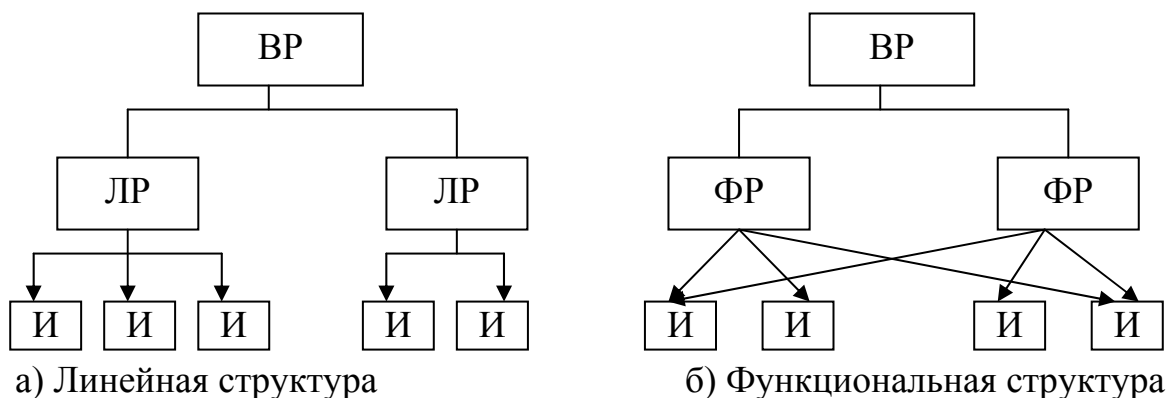 ВР ВР
ЛР ЛР ФР ФР
И И И И И И И И И
а) Линейная структура б) Функциональная структура